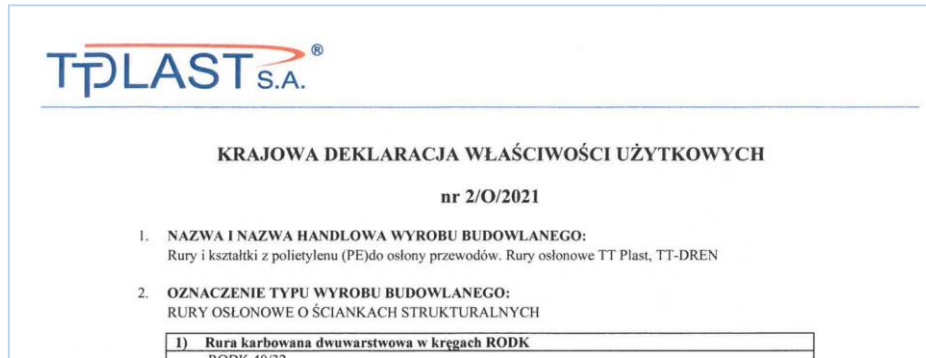 TTPLAST S.A.®
KRAJOWA DEKLARACJA WŁAŚCIWOŚCI UŻYTKOWYCH
nr 2/O/2021
1. NAZWA I NAZWA HANDLOWA WYROBU BUDOWLANEGO:
Rury i kształtki z polietylenu (PE)do osłony przewodów. Rury osłonowe TT Plast, TT-DREN
2. OZNACZENIE TYPU WYROBU BUDOWLANEGO:
RURY OSŁONOWE O ŚCIANKACH STRUKTURALNYCH
1) Rura karbowana dwuwarstwowa w kręgach RODK